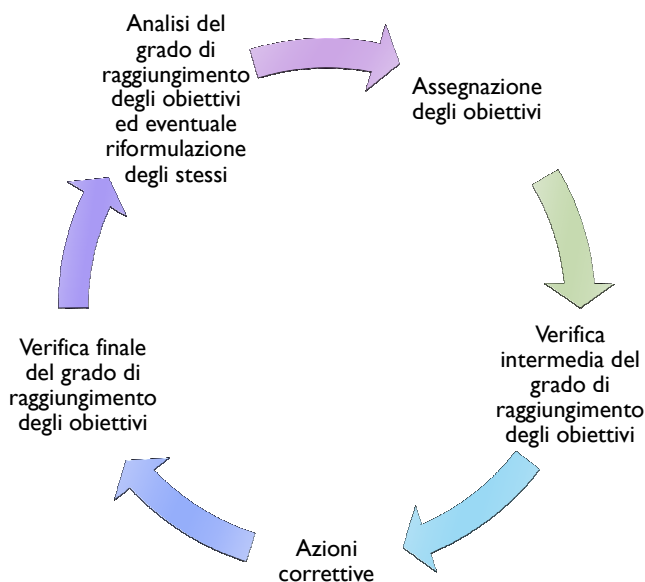 Analisi del
grado di
raggiungimento
degli obiettivi
ed eventuale
riformulazione
degli stessi
Assegnazione
degli obiettivi
Verifica
intermedia del
grado di
raggiungimento
degli obiettivi
Azioni
correttive
Verifica finale
del grado di
raggiungimento
degli obiettivi